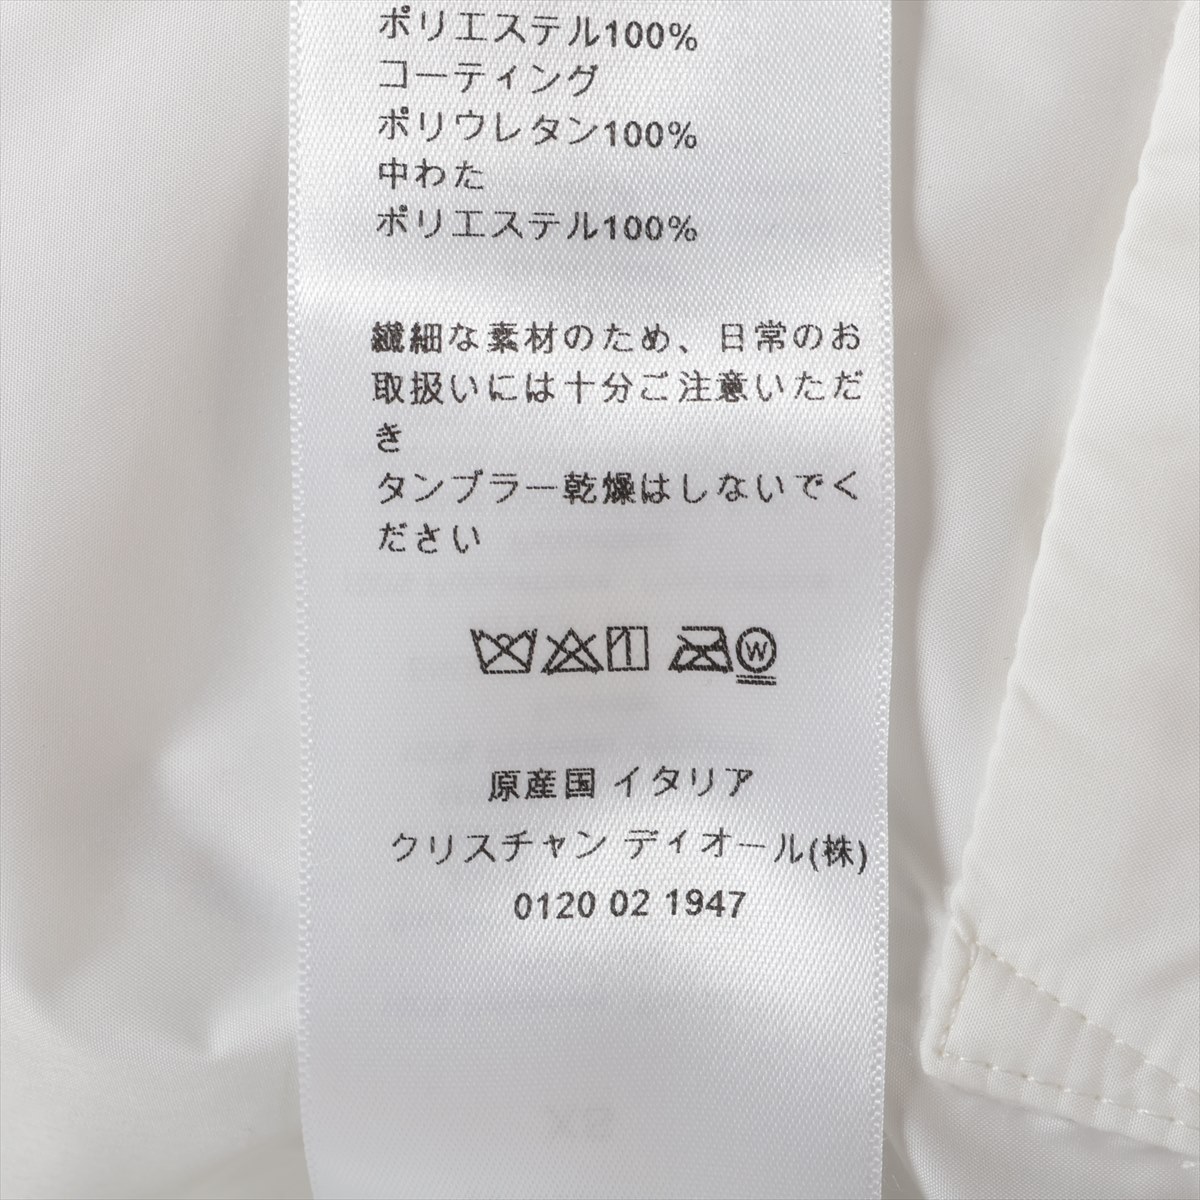 ポリエステル100%
コーティング
ポリウレタン100%
中わた
ポリエステル100%
繊細な素材のため、日常のお
取扱いには十分ご注意いただ
き
タンブラー乾燥はしないでく
ださい
W
原産国 イタリア
クリスチャン ディオール(株)
0120 02 1947